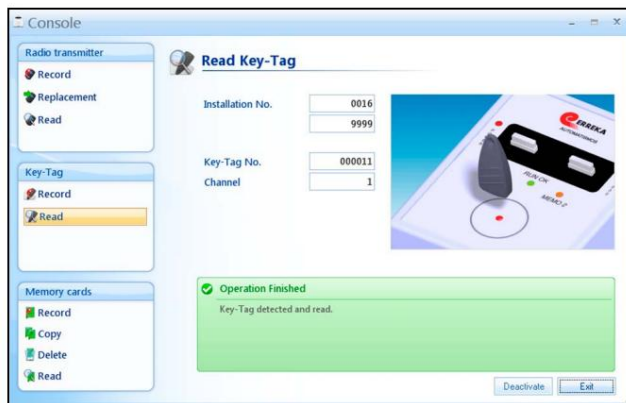 Console
Radio transmitter
Record
Replacement
Read
Key-Tag
Record
Read
Memory cards
Record
Copy
Delete
Read
Read Key-Tag
Installation No.
0016
9999
Key-Tag No.
000011
Channel
1
ERREKA
AUTOMATISMOS
RUN OK
MEMO 2
Operation Finished
Key-Tag detected and read.
Deactivate
Exit